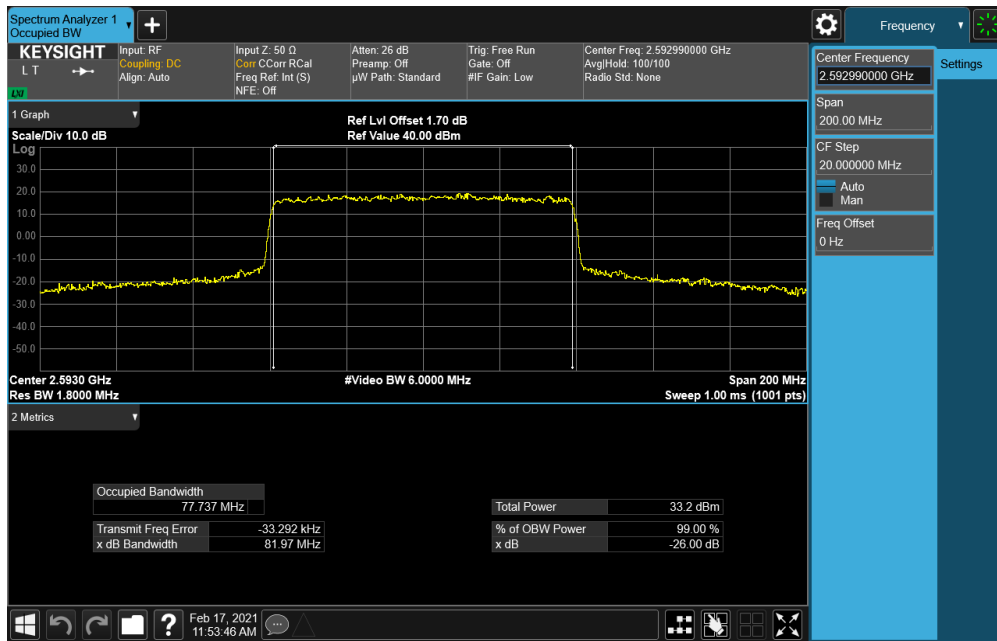 Spectrum Analyzer 1
Occupied BW
Frequency
KEYSIGHT
L T
LXI
Input: RF
Coupling: DC
Align: Auto
Input Z: 50 Ω
Corr CCorr RCal
Freq Ref: Int (S)
NFE: Off
Atten: 26 dB
Preamp: Off
µW Path: Standard
Trig: Free Run
Gate: Off
#IF Gain: Low
Center Freq: 2.592990000 GHz
Avg|Hold: 100/100
Radio Std: None
Center Frequency
2.592990000 GHz
Settings
Span
200.00 MHz
CF Step
20.000000 MHz
Auto
Man
Freq Offset
0 Hz
1 Graph
Scale/Div 10.0 dB
Ref Lvl Offset 1.70 dB
Ref Value 40.00 dBm
Log
30.0
20.0
10.0
0.00
-10.0
-20.0
-30.0
-40.0
-50.0
Center 2.5930 GHz
#Video BW 6.0000 MHz
Span 200 MHz
Res BW 1.8000 MHz
Sweep 1.00 ms (1001 pts)
2 Metrics
Occupied Bandwidth
77.737 MHz
Total Power 33.2 dBm
Transmit Freq Error -33.292 kHz
% of OBW Power 99.00 %
x dB Bandwidth 81.97 MHz
x dB -26.00 dB
?
Feb 17, 2021
11:53:46 AM